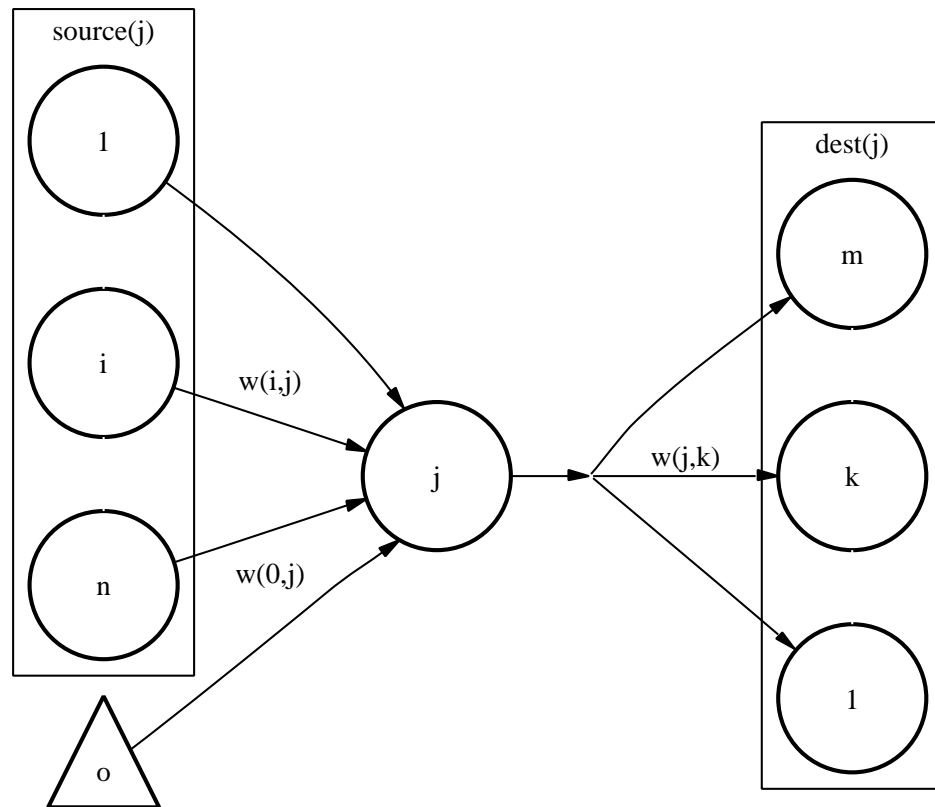 source(j)
1
i
n
o
w(i,j)
w(0,j)
j
w(j,k)
dest(j)
m
k
1